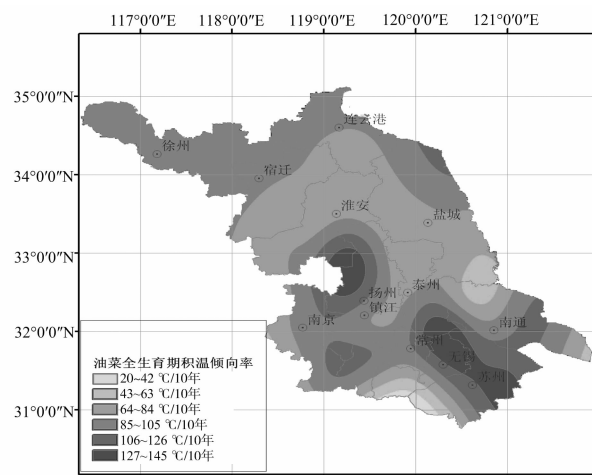 117°0′0″E 118°0′0″E 119°0′0″E 120°0′0″E 121°0′0″E
35°0′0″N
34°0′0″N
33°0′0″N
32°0′0″N
31°0′0″N
连云港
徐州
宿迁
淮安
盐城
扬州
泰州
镇江
南京
南通
常州
无锡
苏州
油菜全生育期积温倾向率
20~42 ℃/10年
43~63 ℃/10年
64~84 ℃/10年
85~105 ℃/10年
106~126 ℃/10年
127~145 ℃/10年